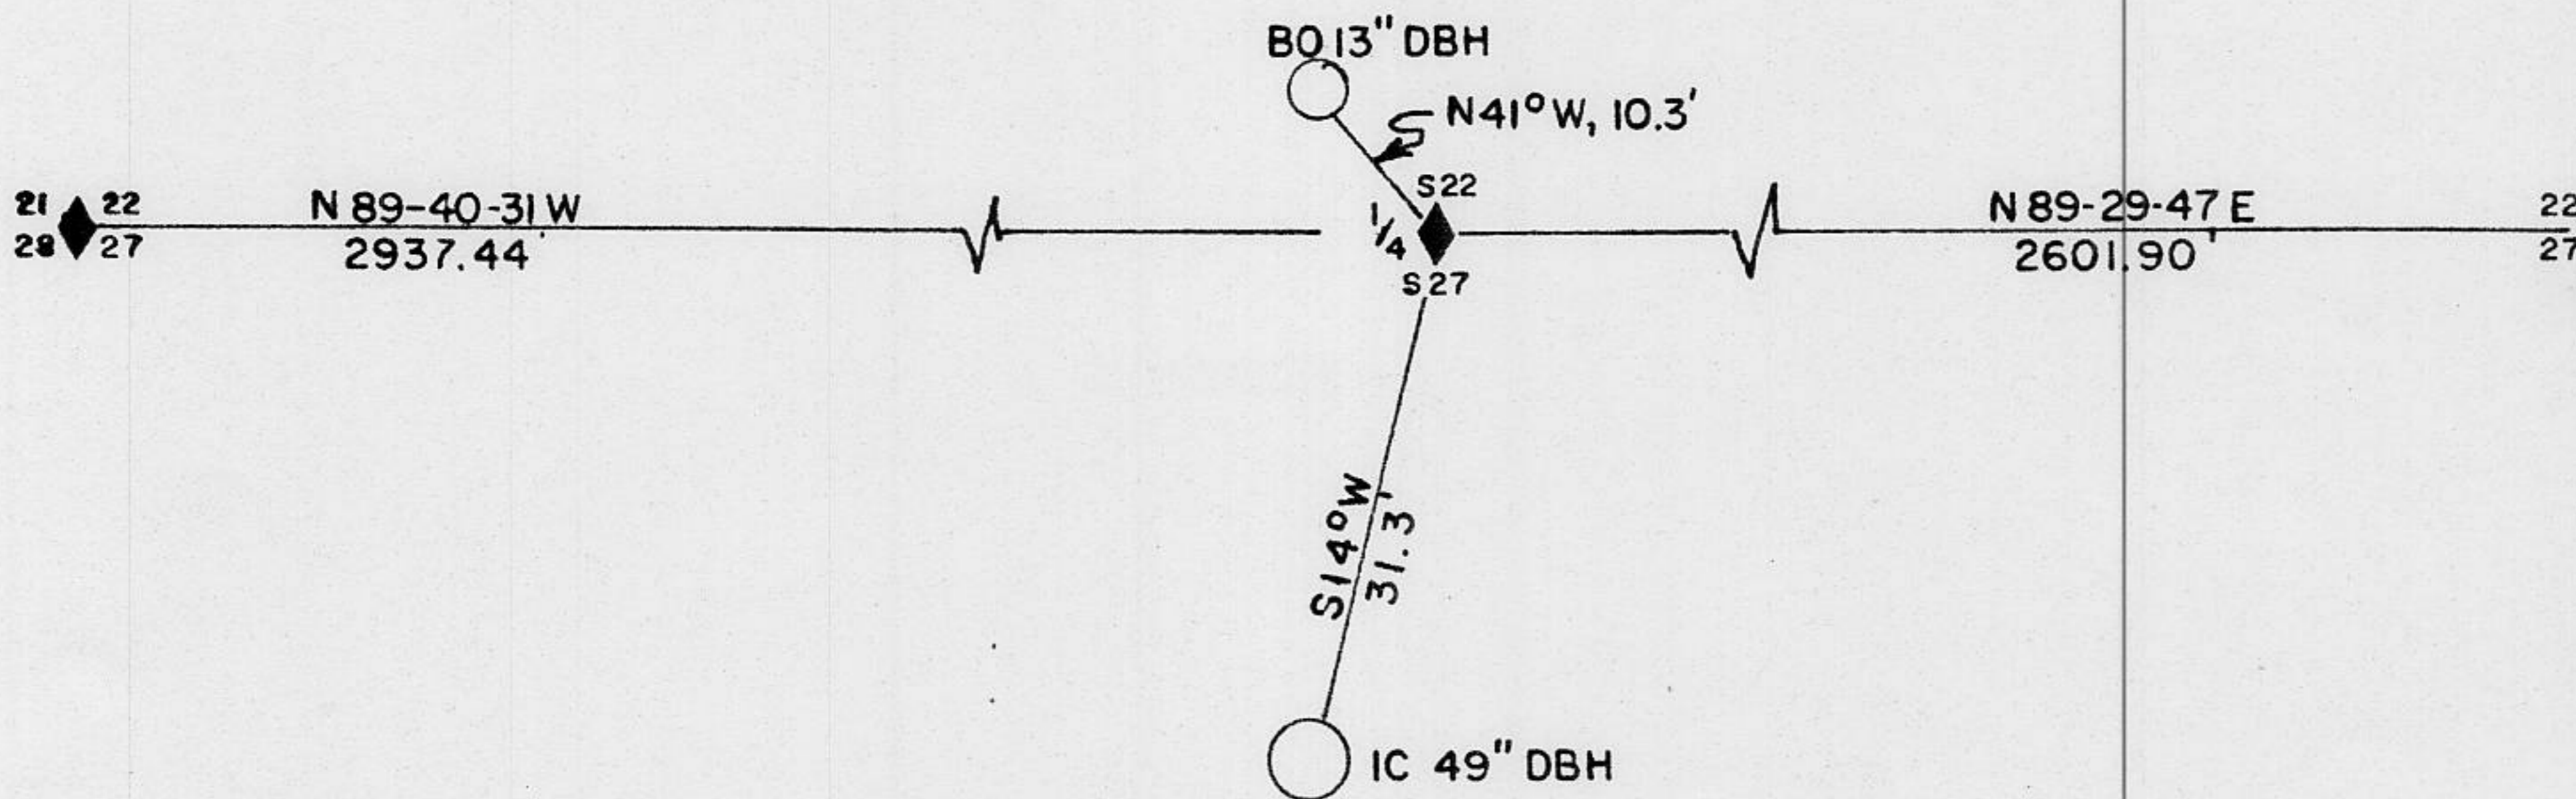 BO 13" DBH
N41°W, 10.3'
21 22
28 27
N 89-40-31 W
2937.44'
S22
1/4
S27
N 89-29-47 E
2601.90'
22
27
S14°W
31.3'
IC 49" DBH